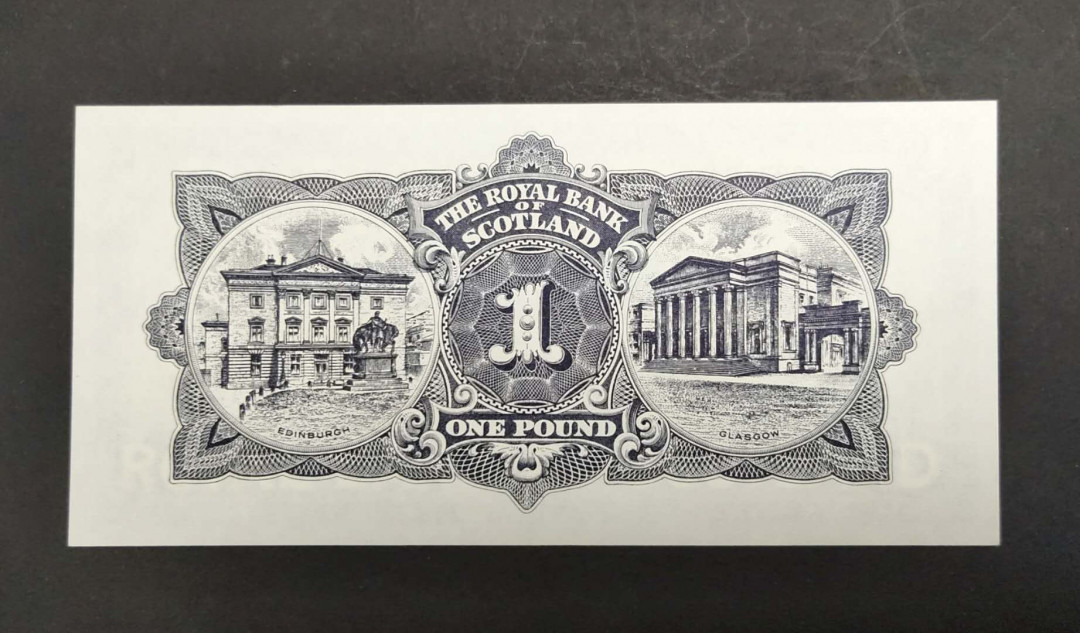 THE ROYAL BANK
OF
SCOTLAND
1
ONE POUND
EDINBURGH
GLASGOW